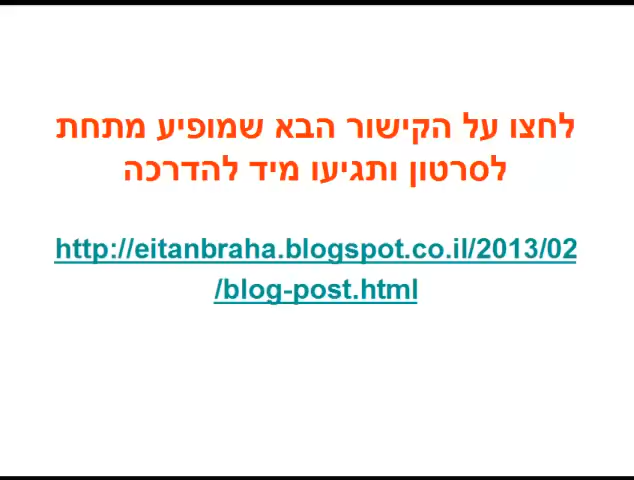 לחצו על הקישור הבא שמופיע מתחת
לסרטון ותגיעו מיד להדרכה
http://eitanbraha.blogspot.co.il/2013/02
/blog-post.html